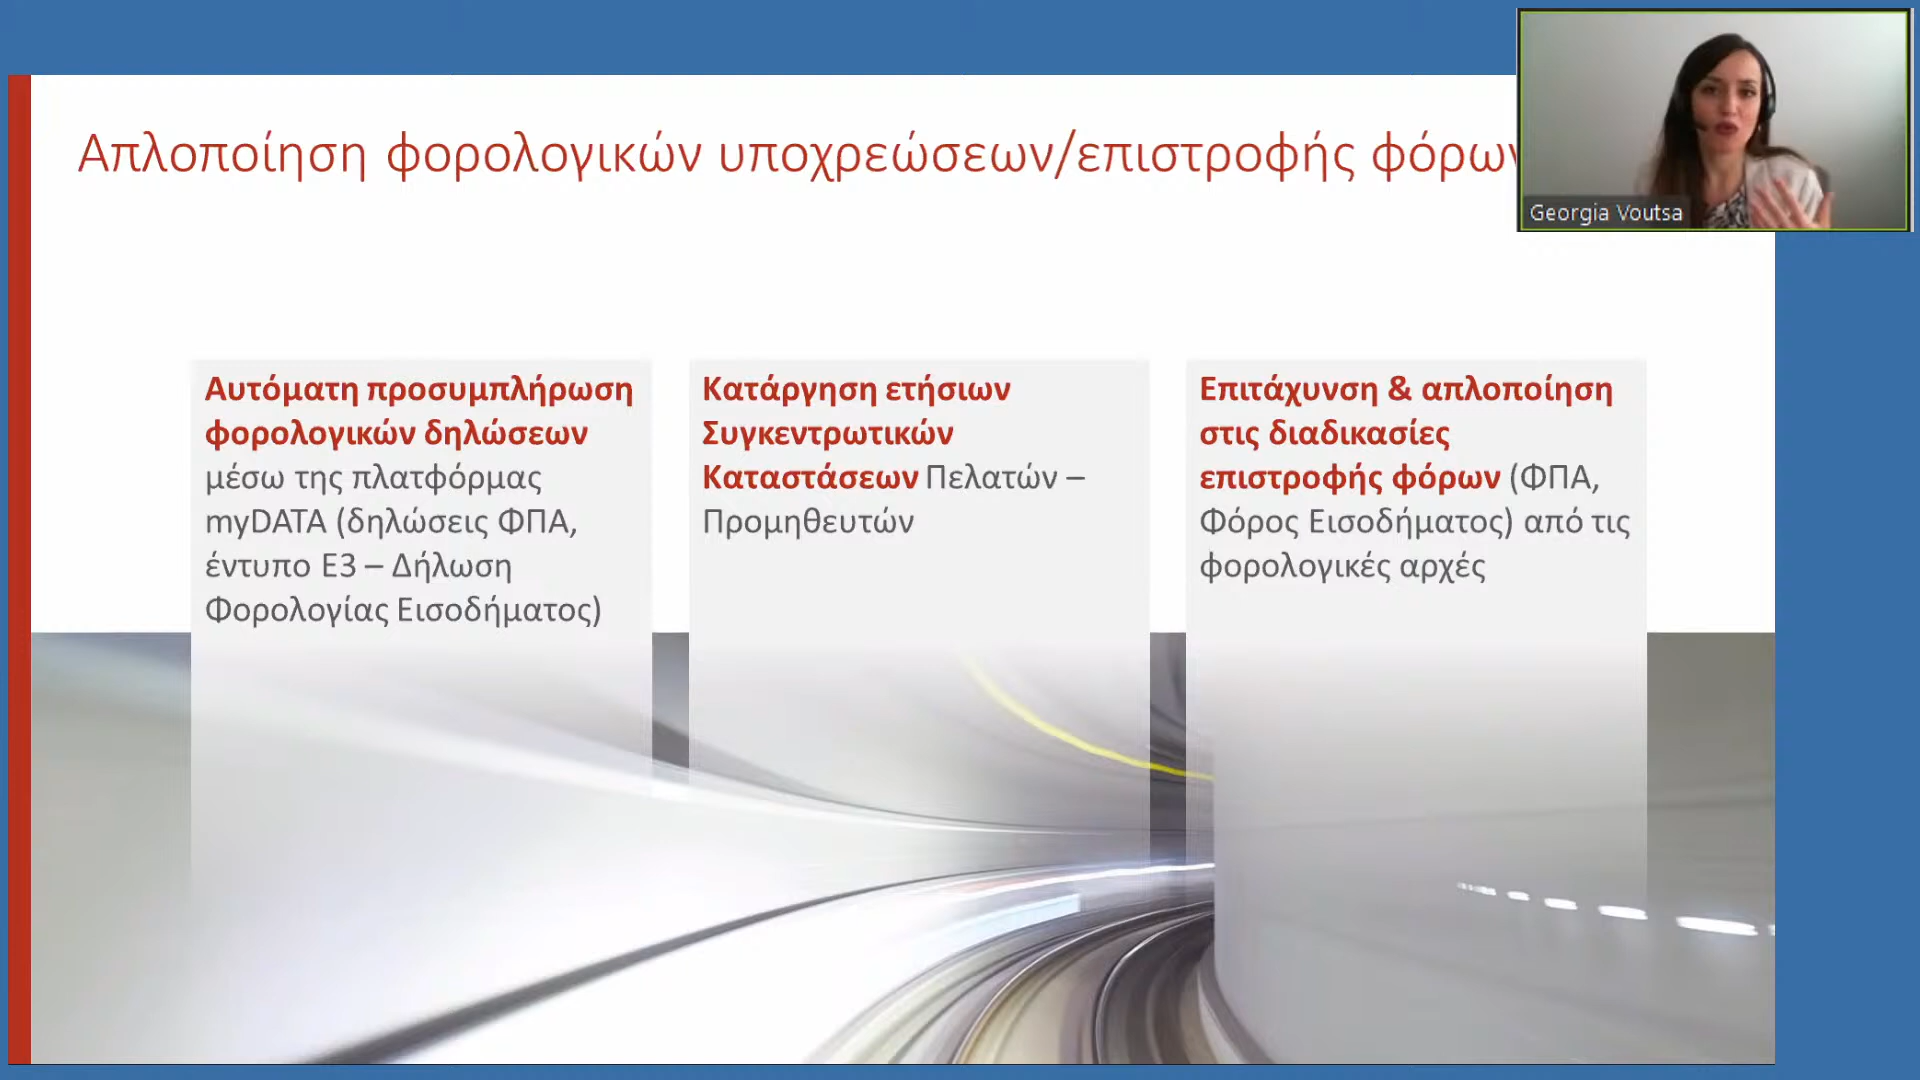 Απλοποίηση φορολογικών υποχρεώσεων/επιστροφής φόρων
Georgia Voutsa
Αυτόματη προσυμπλήρωση
φορολογικών δηλώσεων
μέσω της πλατφόρμας
myDATA (δηλώσεις ΦΠΑ,
έντυπο Ε3 – Δήλωση
Φορολογίας Εισοδήματος)
Κατάργηση ετήσιων
Συγκεντρωτικών
Καταστάσεων Πελατών –
Προμηθευτών
Επιτάχυνση & απλοποίηση
στις διαδικασίες
επιστροφής φόρων (ΦΠΑ,
Φόρος Εισοδήματος) από τις
φορολογικές αρχές